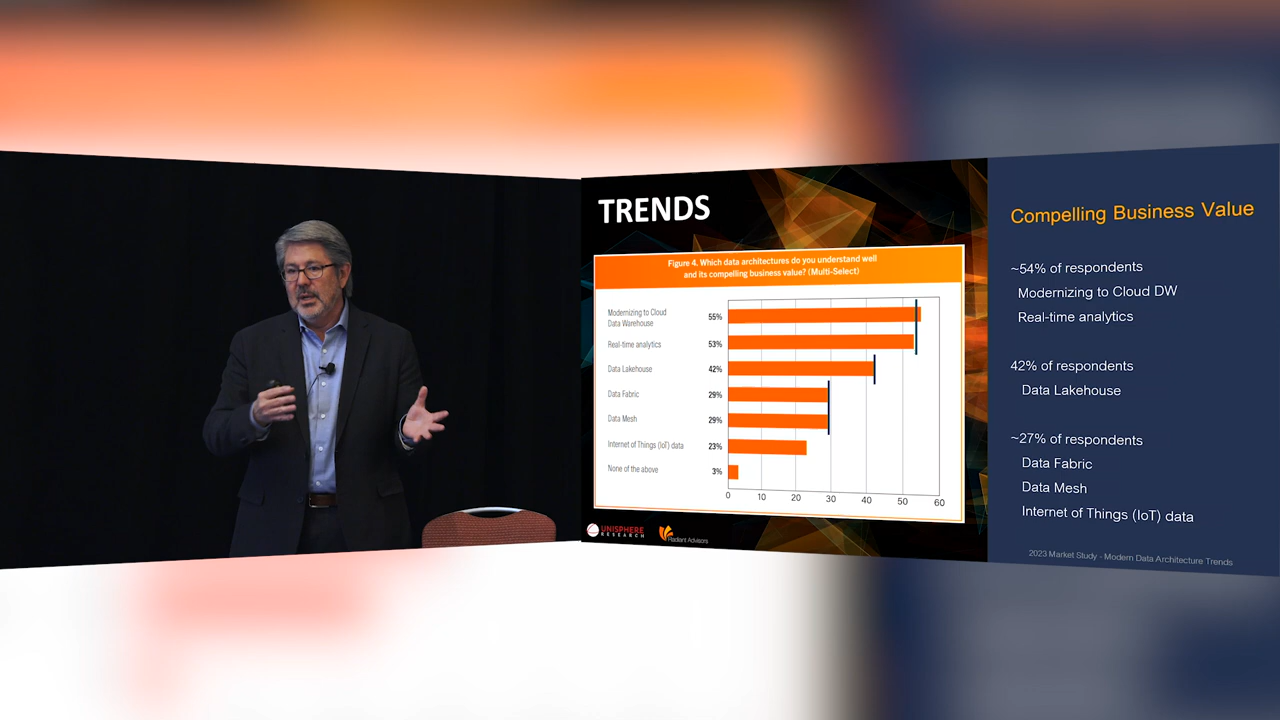 TRENDS
Figure 4. Which data architectures do you understand well
and its compelling business value? (Multi-Select)
Modernizing to Cloud
Data Warehouse
55%
Real-time analytics
53%
Data Lakehouse
42%
Data Fabric
29%
Data Mesh
29%
Internet of Things (IoT) data
23%
None of the above
3%
0 10 20 30 40 50 60
UNISPHERE
RESEARCH
Radiant Advisors
Compelling Business Value
~54% of respondents
Modernizing to Cloud DW
Real-time analytics
42% of respondents
Data Lakehouse
~27% of respondents
Data Fabric
Data Mesh
Internet of Things (IoT) data
2023 Market Study - Modern Data Architecture Trends